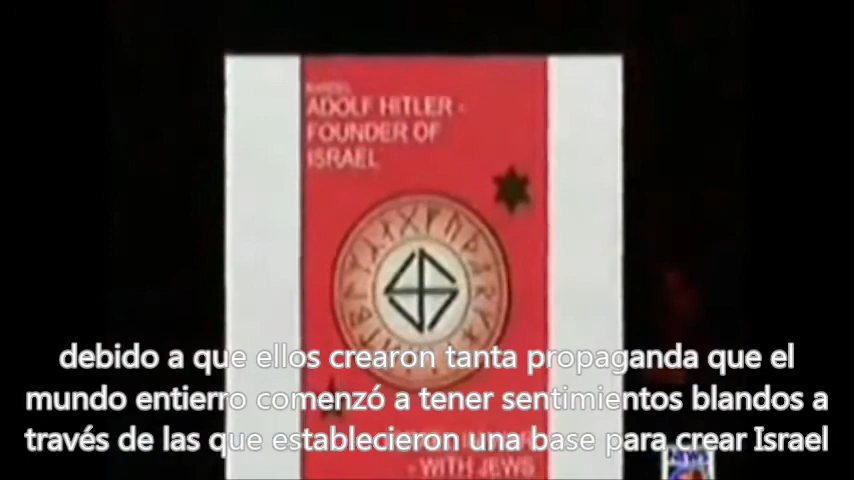 ADOLF HITLER -
FOUNDER OF
ISRAEL
debido a que ellos crearon tanta propaganda que el
mundo entierro comenzó a tener sentimientos blandos a
través de las que establecieron una base para crear Israel
- WITH JEWS